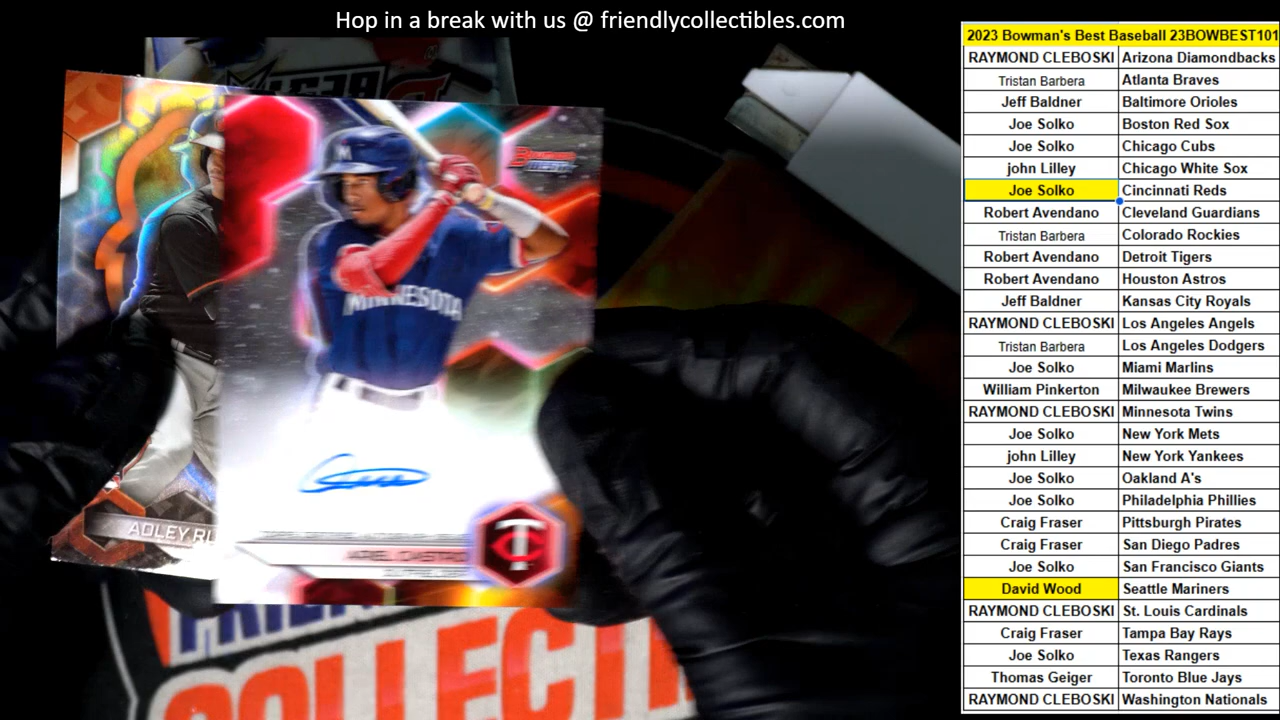 Hop in a break with us @ friendlycollectibles.com
2023 Bowman's Best Baseball 23BOWBEST101
RAYMOND CLEBOSKI Arizona Diamondbacks
Tristan Barbera Atlanta Braves
Jeff Baldner Baltimore Orioles
Joe Solko Boston Red Sox
Joe Solko Chicago Cubs
john Lilley Chicago White Sox
Joe Solko Cincinnati Reds
Robert Avendano Cleveland Guardians
Tristan Barbera Colorado Rockies
Robert Avendano Detroit Tigers
Robert Avendano Houston Astros
Jeff Baldner Kansas City Royals
RAYMOND CLEBOSKI Los Angeles Angels
Tristan Barbera Los Angeles Dodgers
Joe Solko Miami Marlins
William Pinkerton Milwaukee Brewers
RAYMOND CLEBOSKI Minnesota Twins
Joe Solko New York Mets
john Lilley New York Yankees
Joe Solko Oakland A's
Joe Solko Philadelphia Phillies
Craig Fraser Pittsburgh Pirates
Craig Fraser San Diego Padres
Joe Solko San Francisco Giants
David Wood Seattle Mariners
RAYMOND CLEBOSKI St. Louis Cardinals
Craig Fraser Tampa Bay Rays
Joe Solko Texas Rangers
Thomas Geiger Toronto Blue Jays
RAYMOND CLEBOSKI Washington Nationals
BEST
M
Bowman's
BEST
MINNESOTA
ADLEY RU
TC
COLLECTI